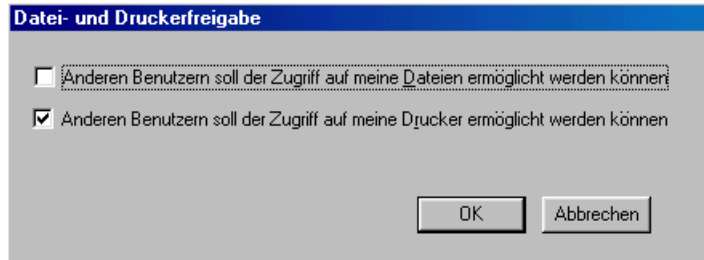 Datei- und Druckerfreigabe
Anderen Benutzern soll der Zugriff auf meine Dateien ermöglicht werden können
Anderen Benutzern soll der Zugriff auf meine Drucker ermöglicht werden können
OK Abbrechen